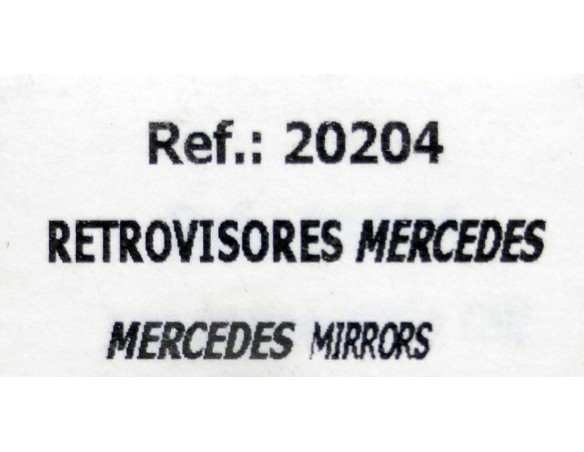 Ref.: 20204
RETROVISORES MERCEDES
MERCEDES MIRRORS